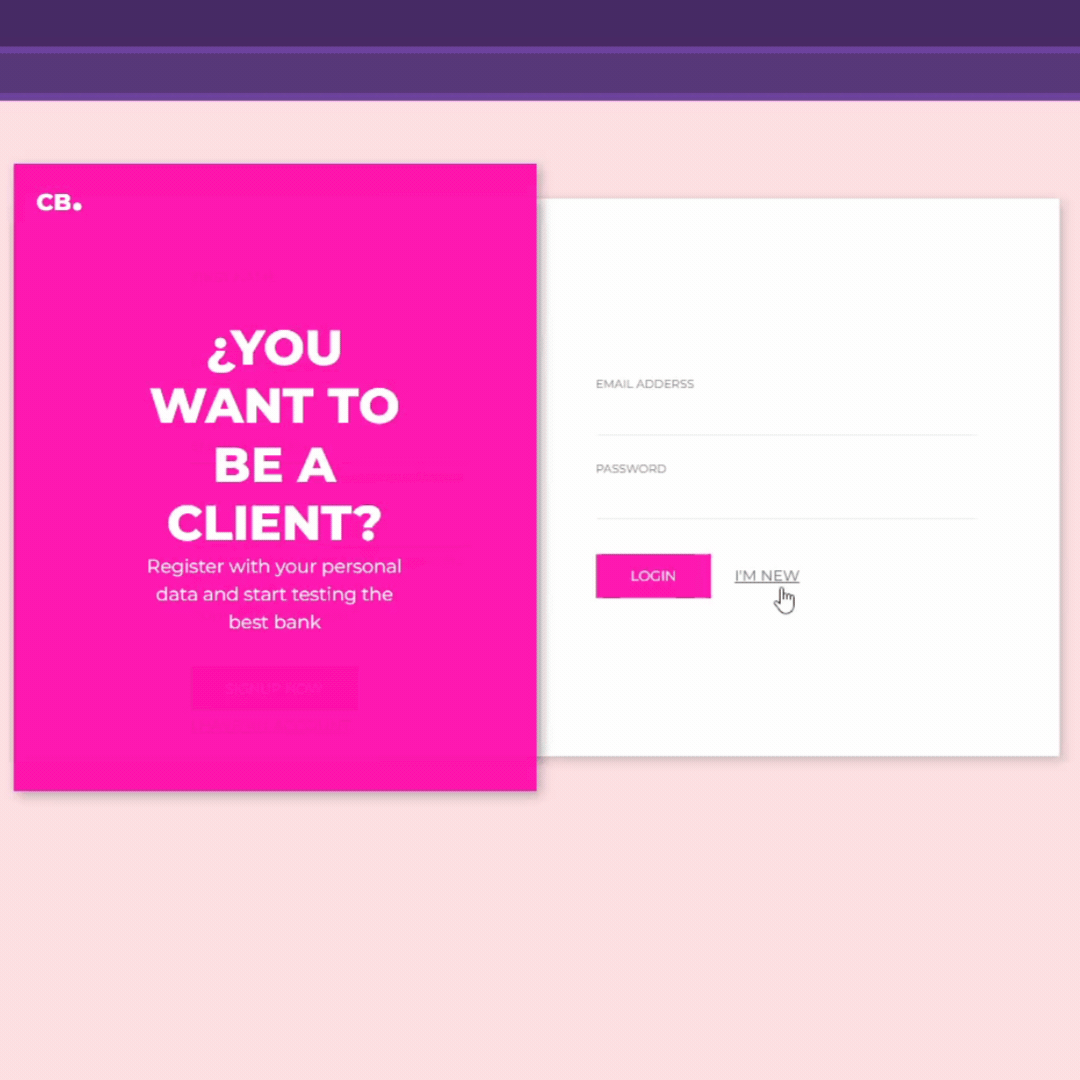 CB.
¿YOU
WANT TO
BE A
CLIENT?
Register with your personal
data and start testing the
best bank
SIGNUP NOW
EMAIL ADDERSS
PASSWORD
LOGIN
I'M NEW